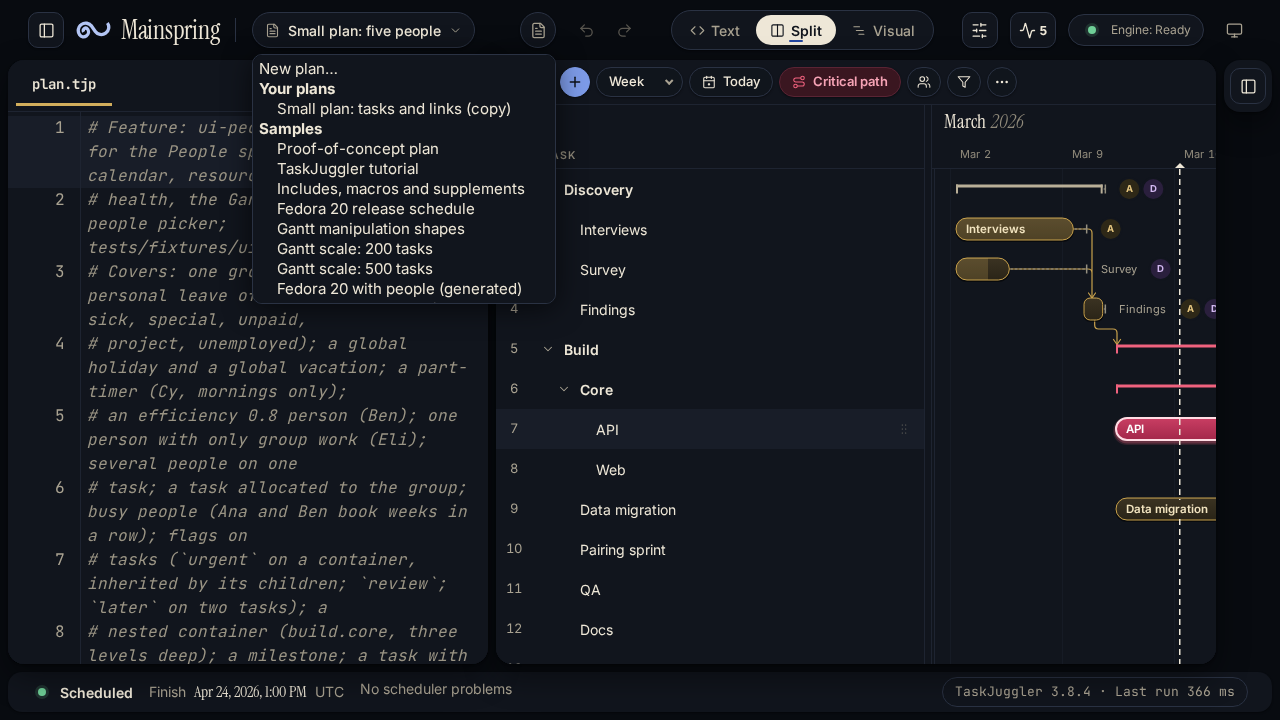 Mainspring
Small plan: five people
Text
Split
Visual
5
Engine: Ready
New plan...
Your plans
Small plan: tasks and links (copy)
Samples
Proof-of-concept plan
TaskJuggler tutorial
Includes, macros and supplements
Fedora 20 release schedule
Gantt manipulation shapes
Gantt scale: 200 tasks
Gantt scale: 500 tasks
Fedora 20 with people (generated)
plan.tjp
1 # Feature: ui-
for the People
calendar,
2 # health, the
people picker;
tests/fixtures/
3 # Covers: one
personal leave
sick, special, unpaid,
4 # project, unemployed); a global
holiday and a global vacation; a part-
timer (Cy, mornings only);
5 # an efficiency 0.8 person (Ben); one
person with only group work (Eli);
several people on one
6 # task; a task allocated to the group;
busy people (Ana and Ben book weeks in
a row); flags on
7 # tasks (`urgent` on a container,
inherited by its children; `review`;
`later` on two tasks); a
8 # nested container (build.core, three
levels deep); a milestone; a task with
Week
Today
Critical path
ASK
March 2026
Mar 2
Mar 9
Mar 1
Discovery
A D
Interviews
Interviews
A
Survey
Survey
D
4 Findings
Findings
A D
5 Build
6 Core
7 API
API
8 Web
9 Data migration
Data migration
10 Pairing sprint
11 QA
12 Docs
Scheduled
Finish Apr 24, 2026, 1:00 PM UTC
No scheduler problems
TaskJuggler 3.8.4 · Last run 366 ms